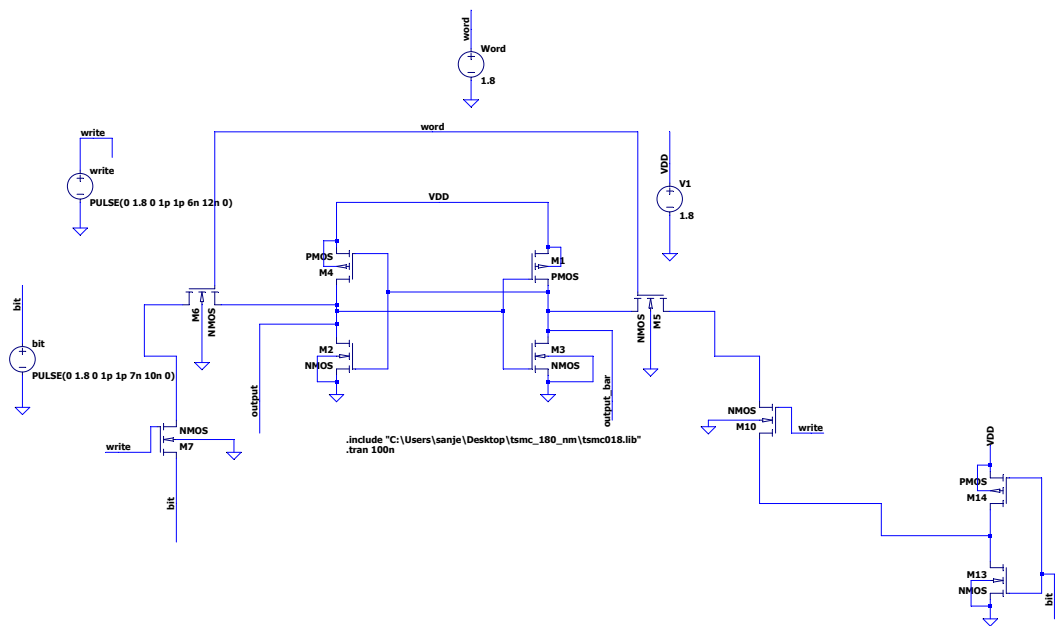 word
Word
1.8
write
write
PULSE(0 1.8 0 1p 1p 6n 12n 0)
word
VDD
V1
1.8
VDD
PMOS
M4
M1
PMOS
bit
bit
PULSE(0 1.8 0 1p 1p 7n 10n 0)
M6
NMOS
NMOS
M5
M2
NMOS
M3
NMOS
output
output_bar
NMOS
M7
write
bit
.include "C:\Users\sanje\Desktop\tsmc_180_nm\tsmc018.lib"
.tran 100n
NMOS
M10
write
VDD
PMOS
M14
M13
NMOS
bit